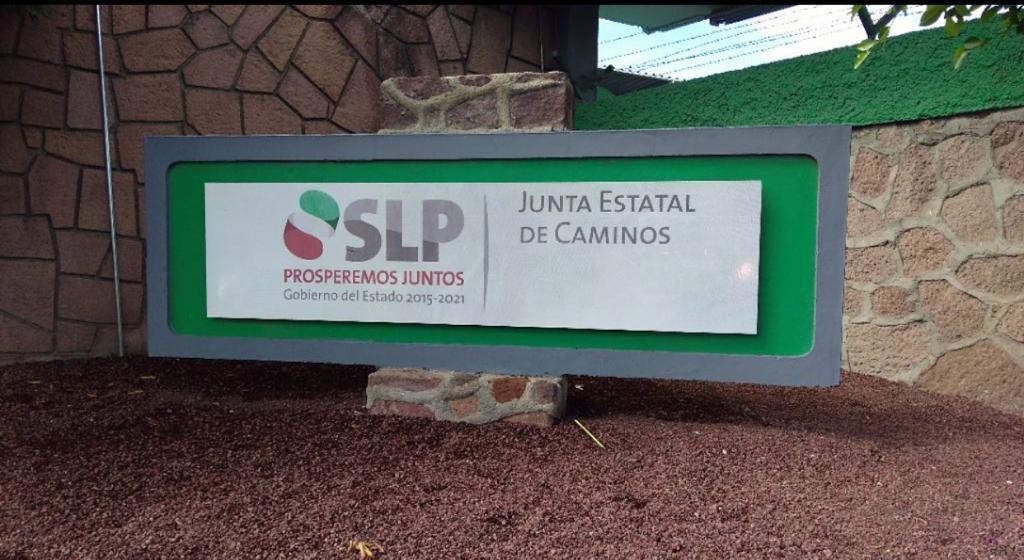 SLP
PROSPEREMOS JUNTOS
Gobierno del Estado 2015-2021
JUNTA ESTATAL
DE CAMINOS